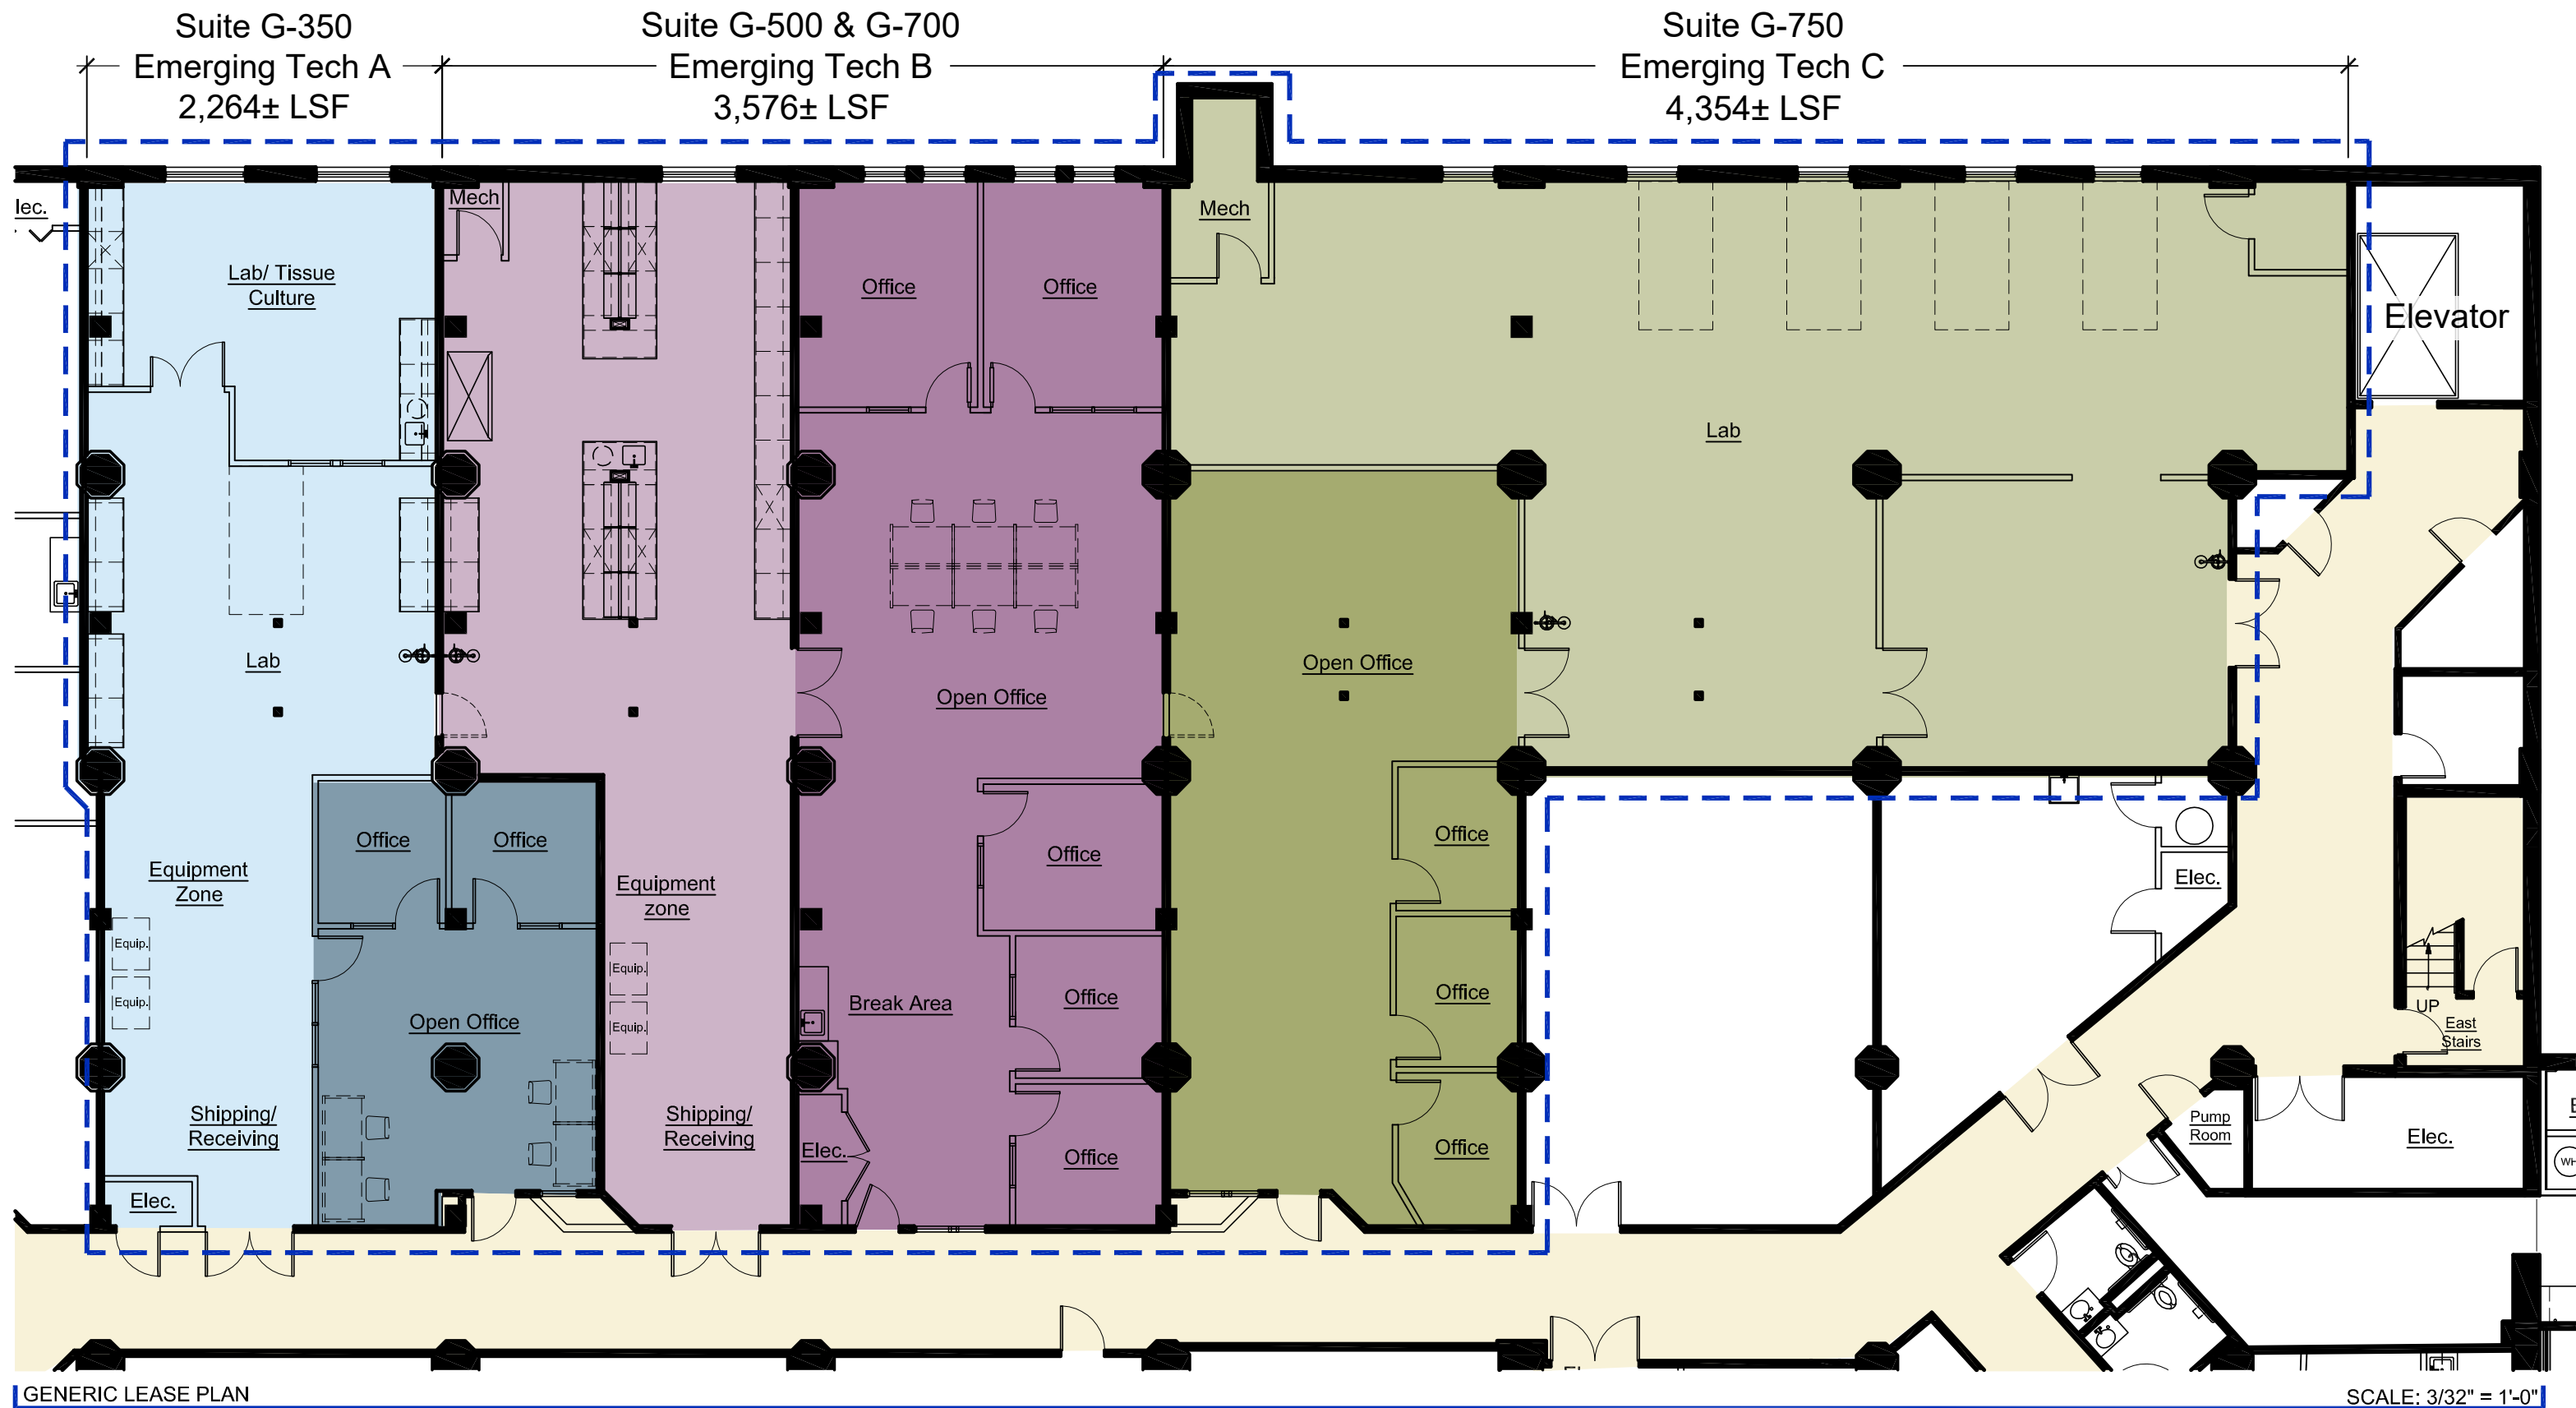 Suite G-350
Emerging Tech A
2,264± LSF
Suite G-500 & G-700
Emerging Tech B
3,576± LSF
Suite G-750
Emerging Tech C
4,354± LSF
lec.
Mech
Mech
Lab/ Tissue
Culture
Office
Office
Elevator
Lab
Lab
Open Office
Open Office
Office
Office
Office
Office
Equipment
Zone
Equipment
zone
Elec.
Equip.
Equip.
Equip.
Equip.
Open Office
Break Area
Office
Office
UP
East
Stairs
Shipping/
Receiving
Shipping/
Receiving
Elec.
Office
Office
Pump
Room
Elec.
Elec.
WH
GENERIC LEASE PLAN
SCALE: 3/32" = 1'-0"